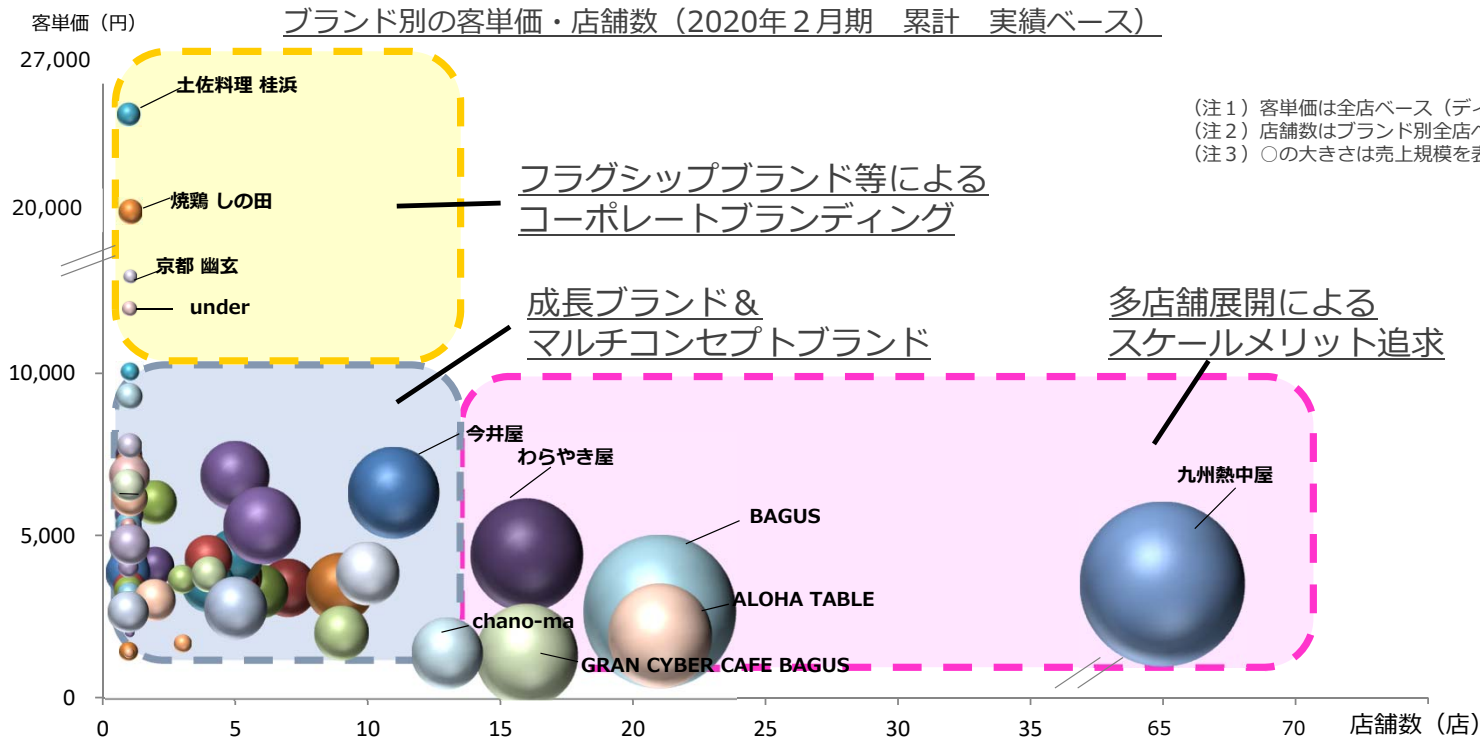 ブランド別の客単価・店舗数（2020年２月期　累計　実績ベース）
客単価（円）
27,000
土佐料理 桂浜
（注１）客単価は全店ベース（ディ
（注２）店舗数はブランド別全店ベ
（注３）○の大きさは売上規模を表
フラグシップブランド等による
コーポレートブランディング
焼鶏 しの田
20,000
京都 幽玄
under
成長ブランド＆
マルチコンセプトブランド
多店舗展開による
スケールメリット追求
10,000
今井屋
わらやき屋
九州熱中屋
BAGUS
5,000
ALOHA TABLE
chano-ma
GRAN CYBER CAFE BAGUS
0
0 5 10 15 20 25 30 35 65 70 店舗数（店）